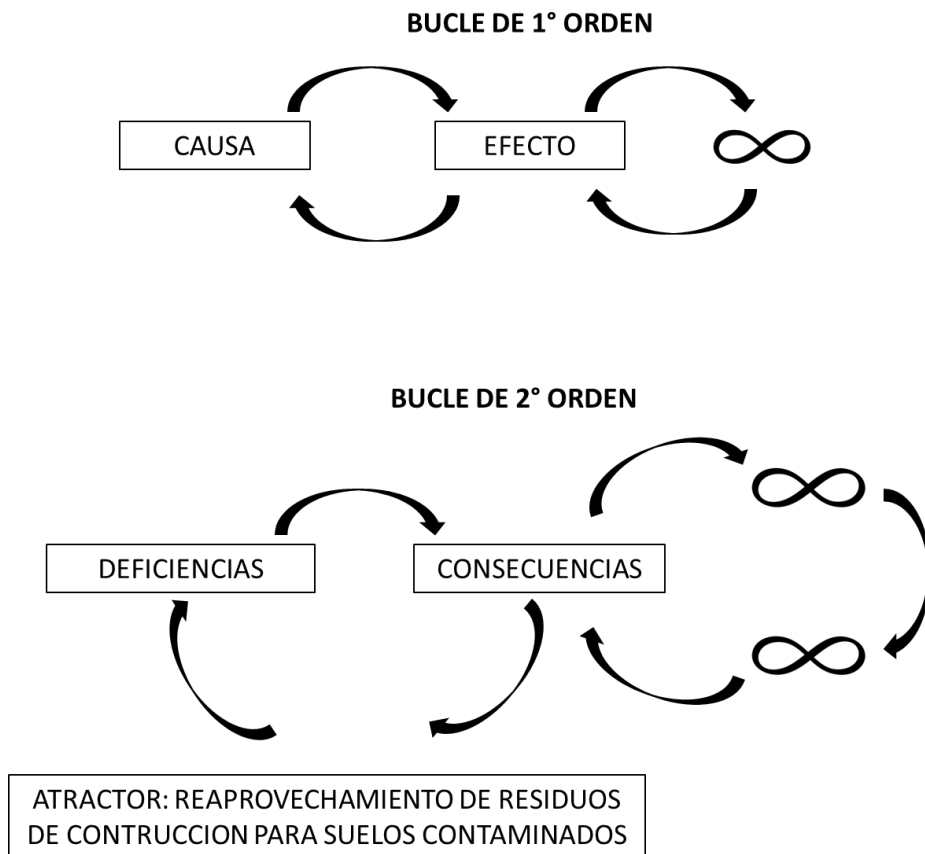 BUCLE DE 1° ORDEN
CAUSA
EFECTO
BUCLE DE 2° ORDEN
DEFICIENCIAS
CONSECUENCIAS
ATRACTOR: REAPROVECHAMIENTO DE RESIDUOS
DE CONTRUCCION PARA SUELOS CONTAMINADOS